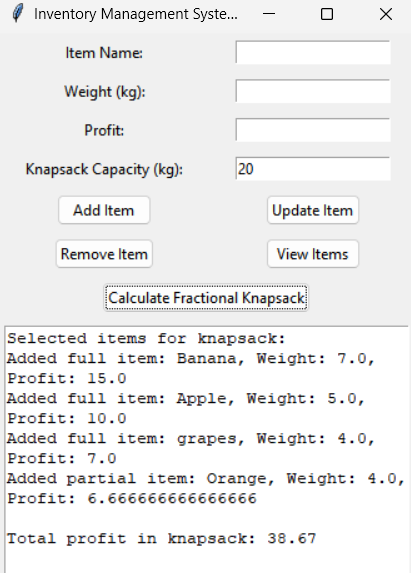 Inventory Management Syste...
Item Name:
Weight (kg):
Profit:
Knapsack Capacity (kg): 20
Add Item Update Item
Remove Item View Items
Calculate Fractional Knapsack
Selected items for knapsack:
Added full item: Banana, Weight: 7.0,
Profit: 15.0
Added full item: Apple, Weight: 5.0,
Profit: 10.0
Added full item: grapes, Weight: 4.0,
Profit: 7.0
Added partial item: Orange, Weight: 4.0,
Profit: 6.666666666666666
Total profit in knapsack: 38.67